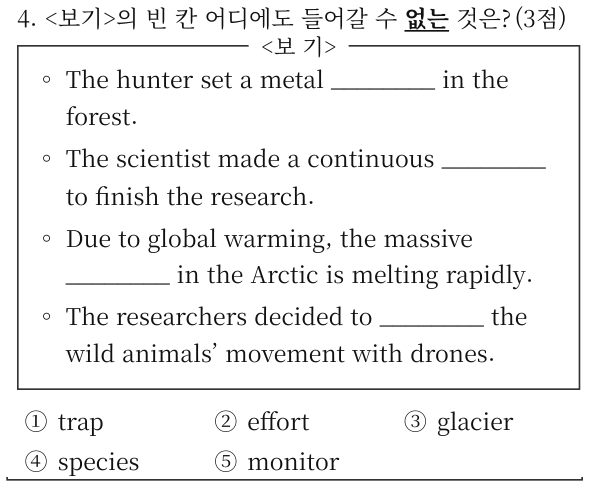 4. <보기>의 빈 칸 어디에도 들어갈 수 없는 것은?(3점)
<보 기>
◦ The hunter set a metal ________ in the
forest.
◦ The scientist made a continuous ________
to finish the research.
◦ Due to global warming, the massive
________ in the Arctic is melting rapidly.
◦ The researchers decided to ________ the
wild animals’ movement with drones.
① trap ② effort ③ glacier
④ species ⑤ monitor